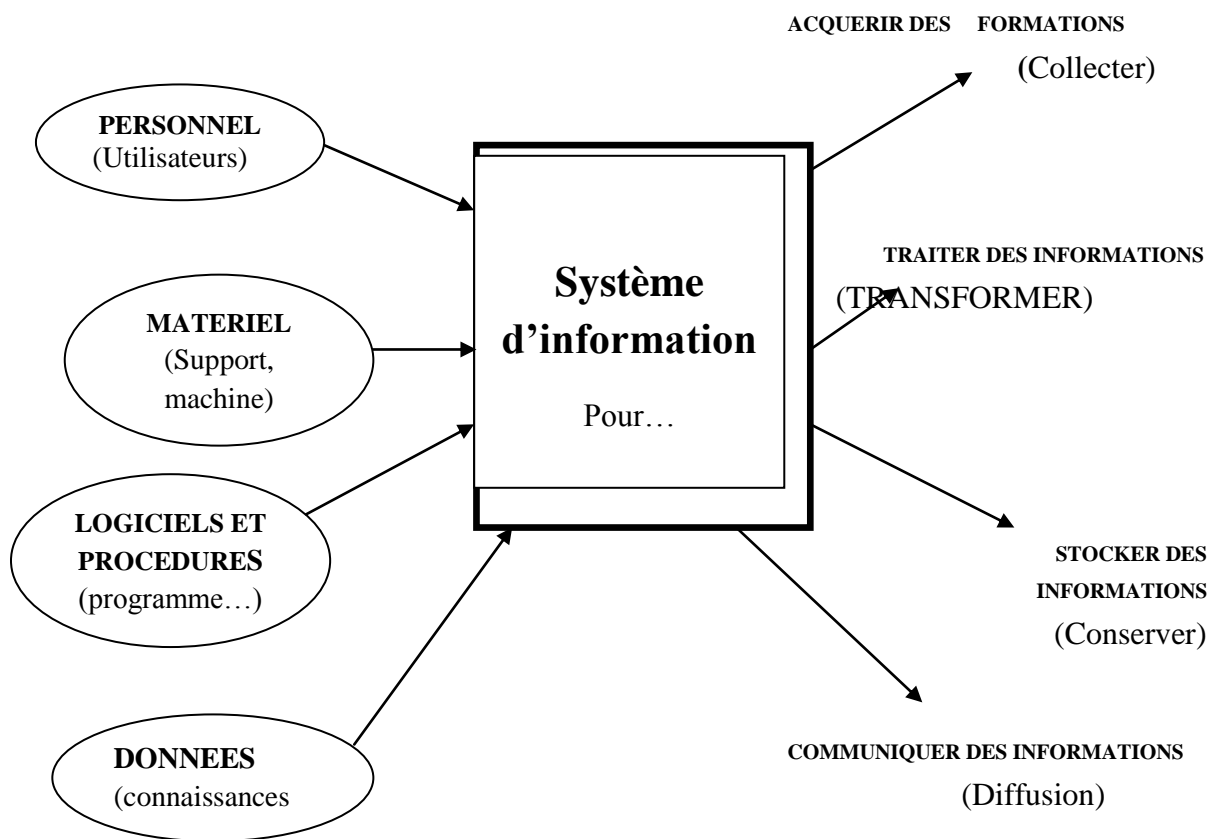 PERSONNEL
(Utilisateurs)
MATERIEL
(Support,
machine)
LOGICIELS ET
PROCEDURES
(programme…)
DONNEES
(connaissances
Système
d’information
Pour…
ACQUERIR DES FORMATIONS
(Collecter)
TRAITER DES INFORMATIONS
(TRANSFORMER)
STOCKER DES
INFORMATIONS
(Conserver)
COMMUNIQUER DES INFORMATIONS
(Diffusion)